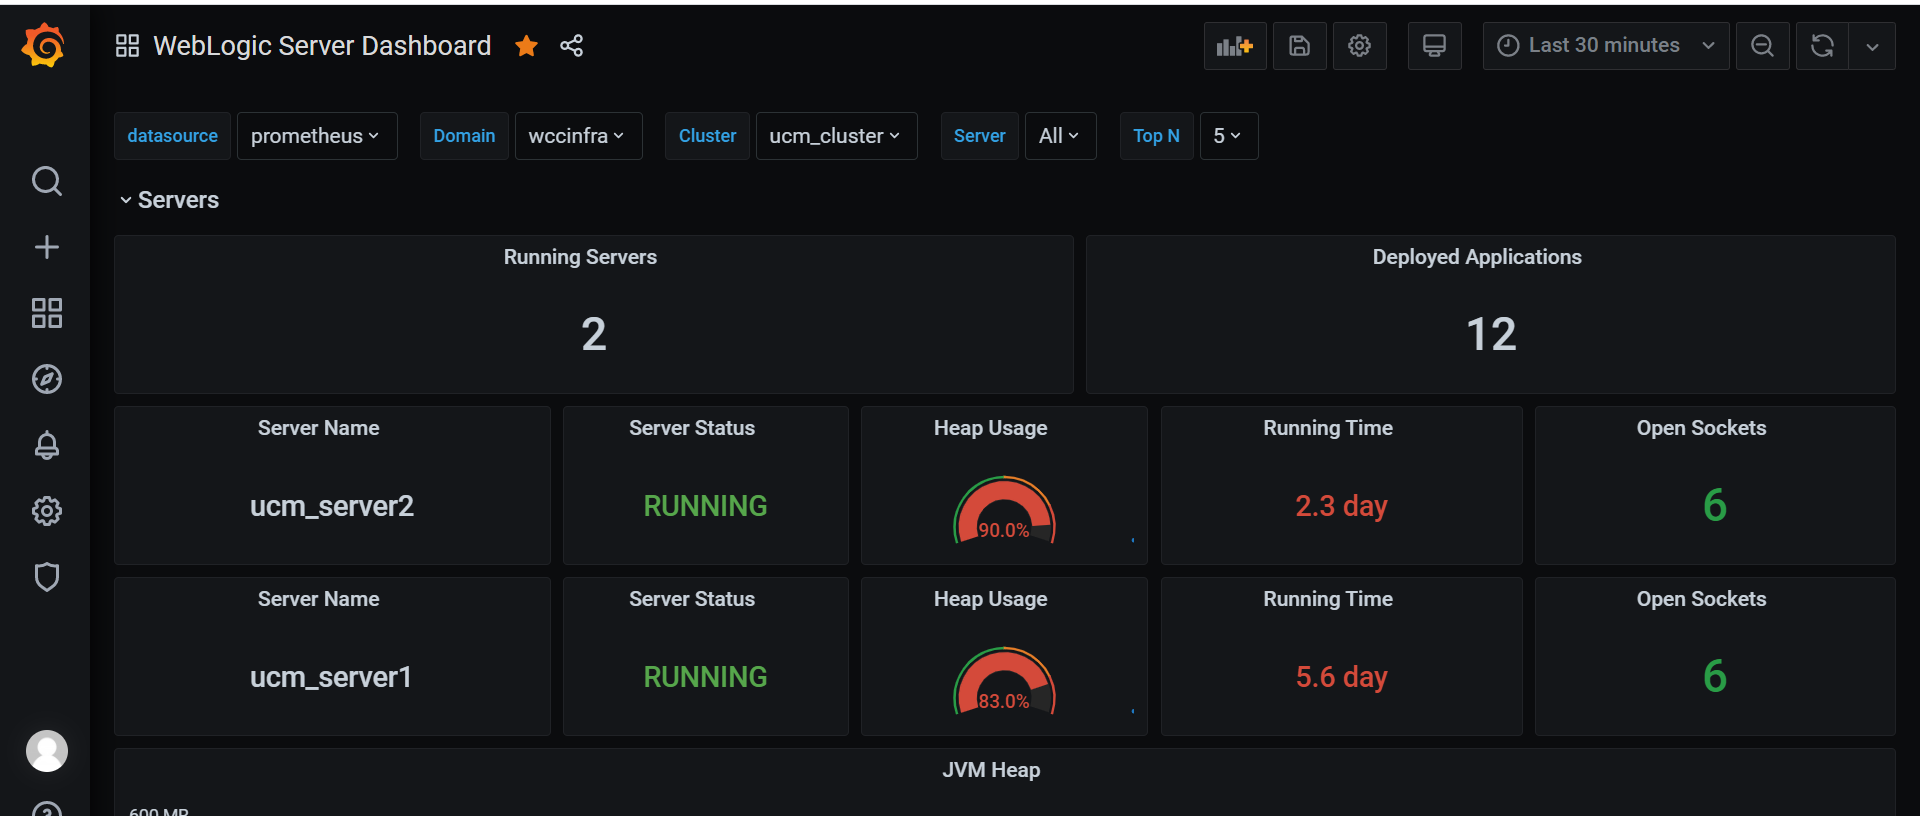 WebLogic Server Dashboard
Last 30 minutes
datasource prometheus Domain wccinfra Cluster ucm_cluster Server All Top N 5
Servers
Running Servers
2
Deployed Applications
12
Server Name
ucm_server2
Server Status
RUNNING
Heap Usage
90.0%
Running Time
2.3 day
Open Sockets
6
Server Name
ucm_server1
Server Status
RUNNING
Heap Usage
83.0%
Running Time
5.6 day
Open Sockets
6
JVM Heap
600 MB